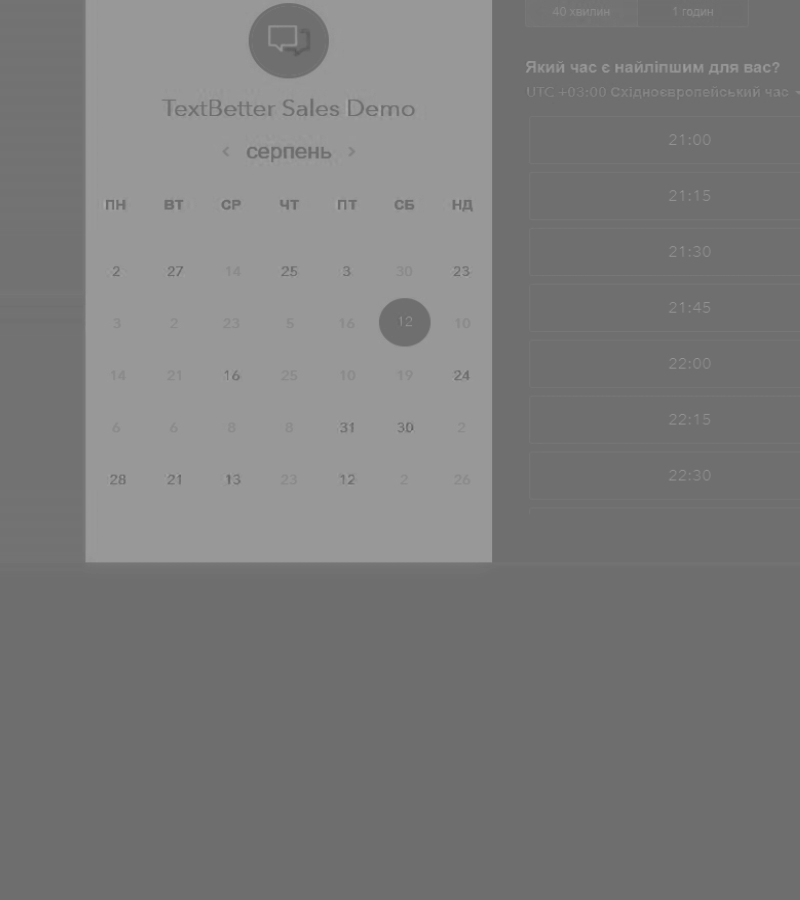 TextBetter Sales Demo
‹ серпень ›
ПН ВТ СР ЧТ ПТ СБ НД
2 27 14 25 3 30 23
3 2 23 5 16 12 10
14 21 16 25 10 19 24
6 6 8 8 31 30 2
28 21 13 23 12 2 26
40 хвилин 1 годин
Який час є найліпшим для вас?
UTC +03:00 Східноєвропейський час
21:00
21:15
21:30
21:45
22:00
22:15
22:30